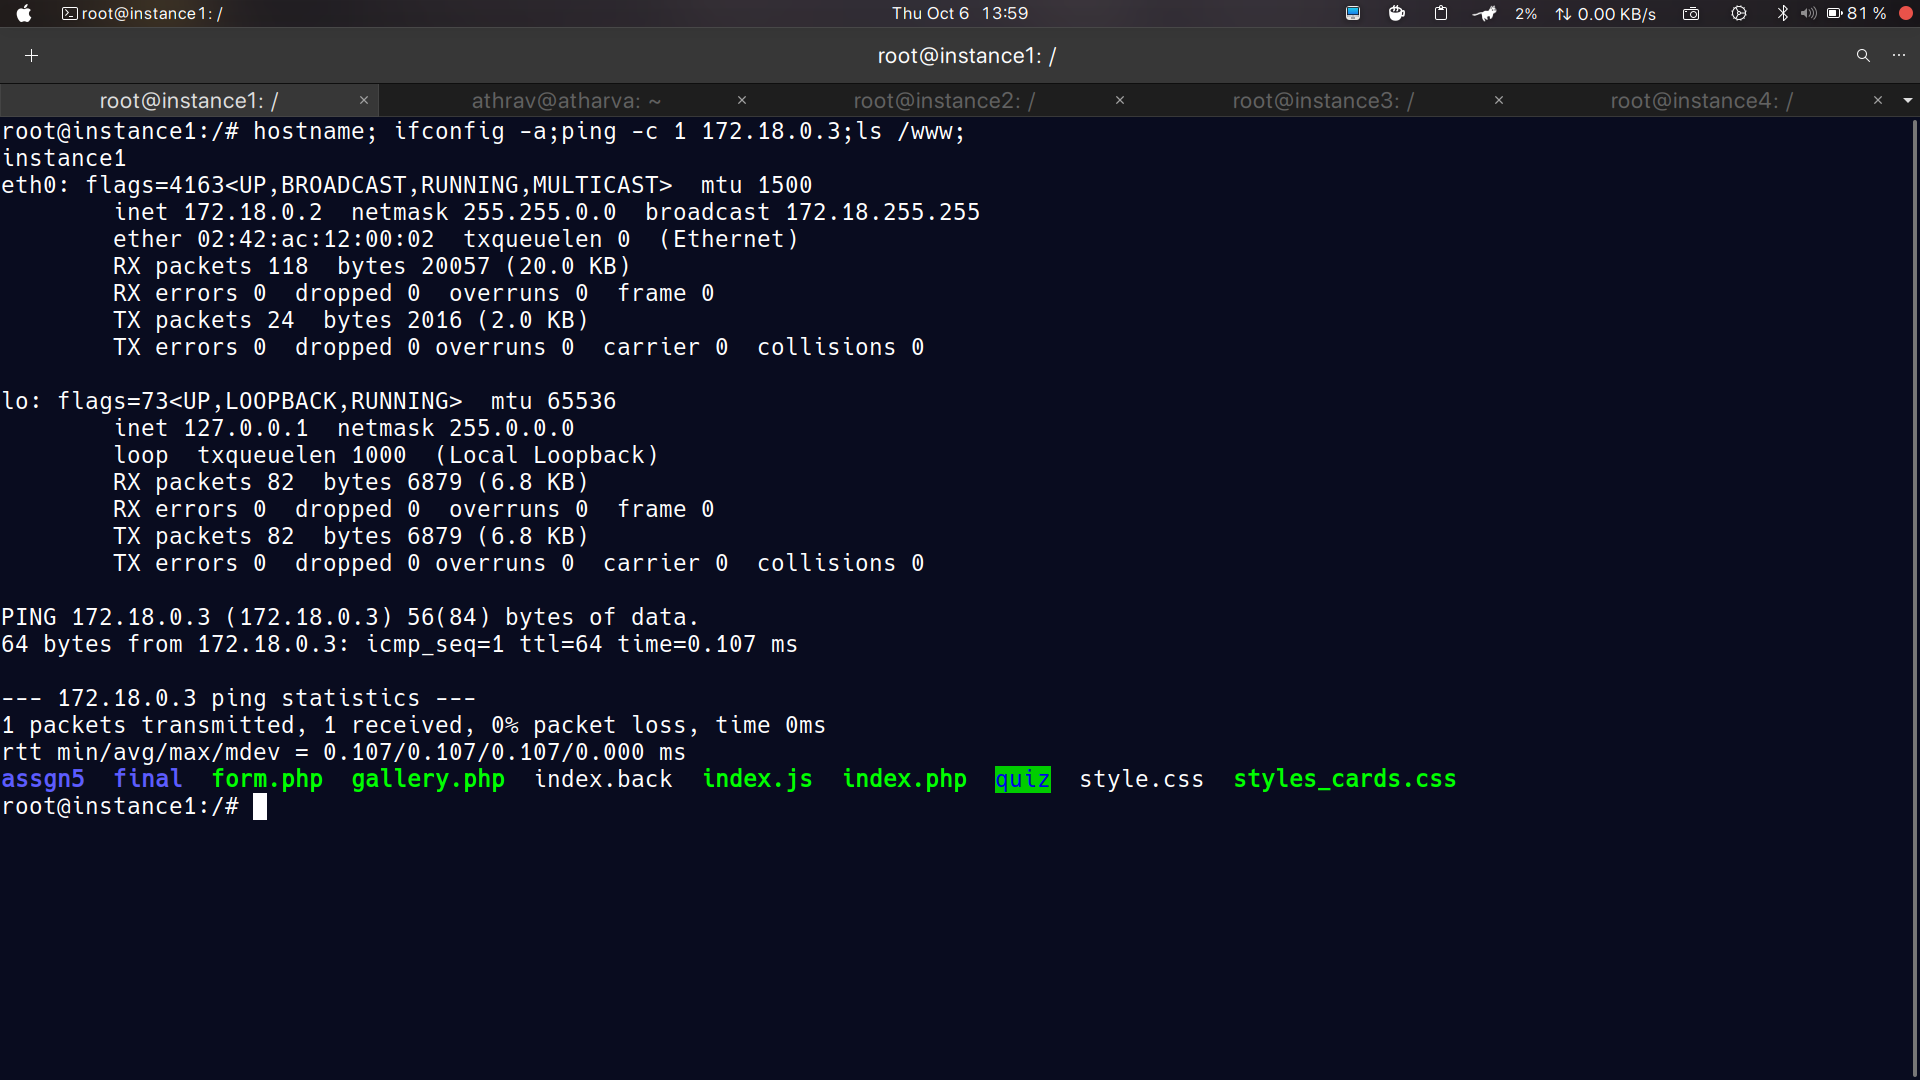 root@instance1: /
Thu Oct 6 13:59
2%
0.00 KB/s
81 %
root@instance1: /
root@instance1: /
athrav@atharva: ~
root@instance2: /
root@instance3: /
root@instance4: /
root@instance1:/# hostname; ifconfig -a;ping -c 1 172.18.0.3;ls /www;
instance1
eth0: flags=4163<UP,BROADCAST,RUNNING,MULTICAST>  mtu 1500
        inet 172.18.0.2  netmask 255.255.0.0  broadcast 172.18.255.255
        ether 02:42:ac:12:00:02  txqueuelen 0  (Ethernet)
        RX packets 118  bytes 20057 (20.0 KB)
        RX errors 0  dropped 0  overruns 0  frame 0
        TX packets 24  bytes 2016 (2.0 KB)
        TX errors 0  dropped 0 overruns 0  carrier 0  collisions 0

lo: flags=73<UP,LOOPBACK,RUNNING>  mtu 65536
        inet 127.0.0.1  netmask 255.0.0.0
        loop  txqueuelen 1000  (Local Loopback)
        RX packets 82  bytes 6879 (6.8 KB)
        RX errors 0  dropped 0  overruns 0  frame 0
        TX packets 82  bytes 6879 (6.8 KB)
        TX errors 0  dropped 0 overruns 0  carrier 0  collisions 0

PING 172.18.0.3 (172.18.0.3) 56(84) bytes of data.
64 bytes from 172.18.0.3: icmp_seq=1 ttl=64 time=0.107 ms

--- 172.18.0.3 ping statistics ---
1 packets transmitted, 1 received, 0% packet loss, time 0ms
rtt min/avg/max/mdev = 0.107/0.107/0.107/0.000 ms
assgn5  final  form.php  gallery.php  index.back  index.js  index.php  quiz  style.css  styles_cards.css
root@instance1:/#